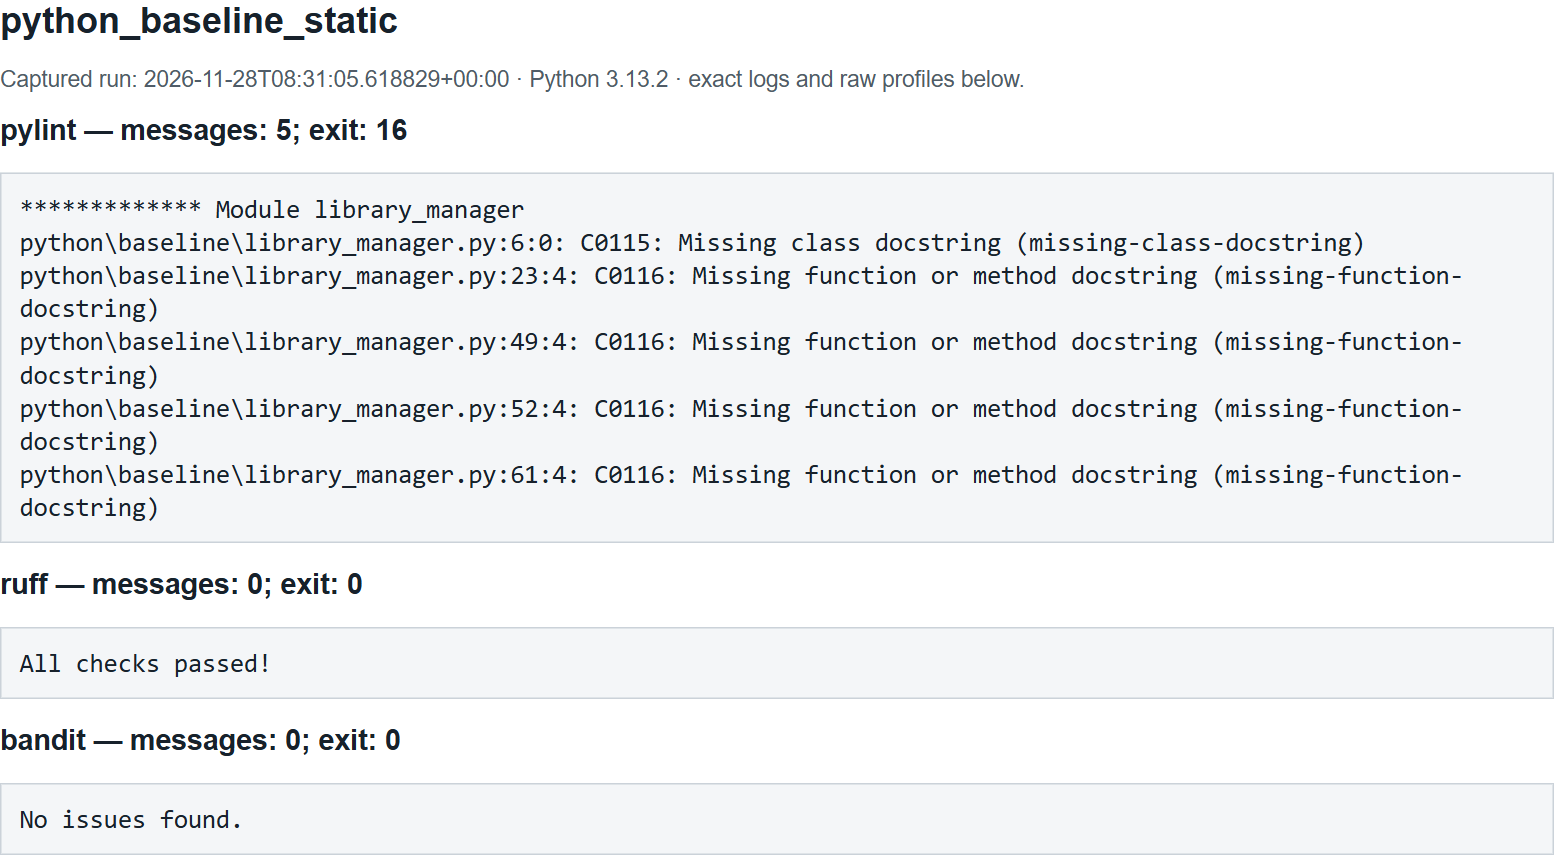 python_baseline_static
Captured run: 2026-11-28T08:31:05.618829+00:00 · Python 3.13.2 · exact logs and raw profiles below.
pylint — messages: 5; exit: 16
************* Module library_manager
python\baseline\library_manager.py:6:0: C0115: Missing class docstring (missing-class-docstring)
python\baseline\library_manager.py:23:4: C0116: Missing function or method docstring (missing-function-
docstring)
python\baseline\library_manager.py:49:4: C0116: Missing function or method docstring (missing-function-
docstring)
python\baseline\library_manager.py:52:4: C0116: Missing function or method docstring (missing-function-
docstring)
python\baseline\library_manager.py:61:4: C0116: Missing function or method docstring (missing-function-
docstring)
ruff — messages: 0; exit: 0
All checks passed!
bandit — messages: 0; exit: 0
No issues found.